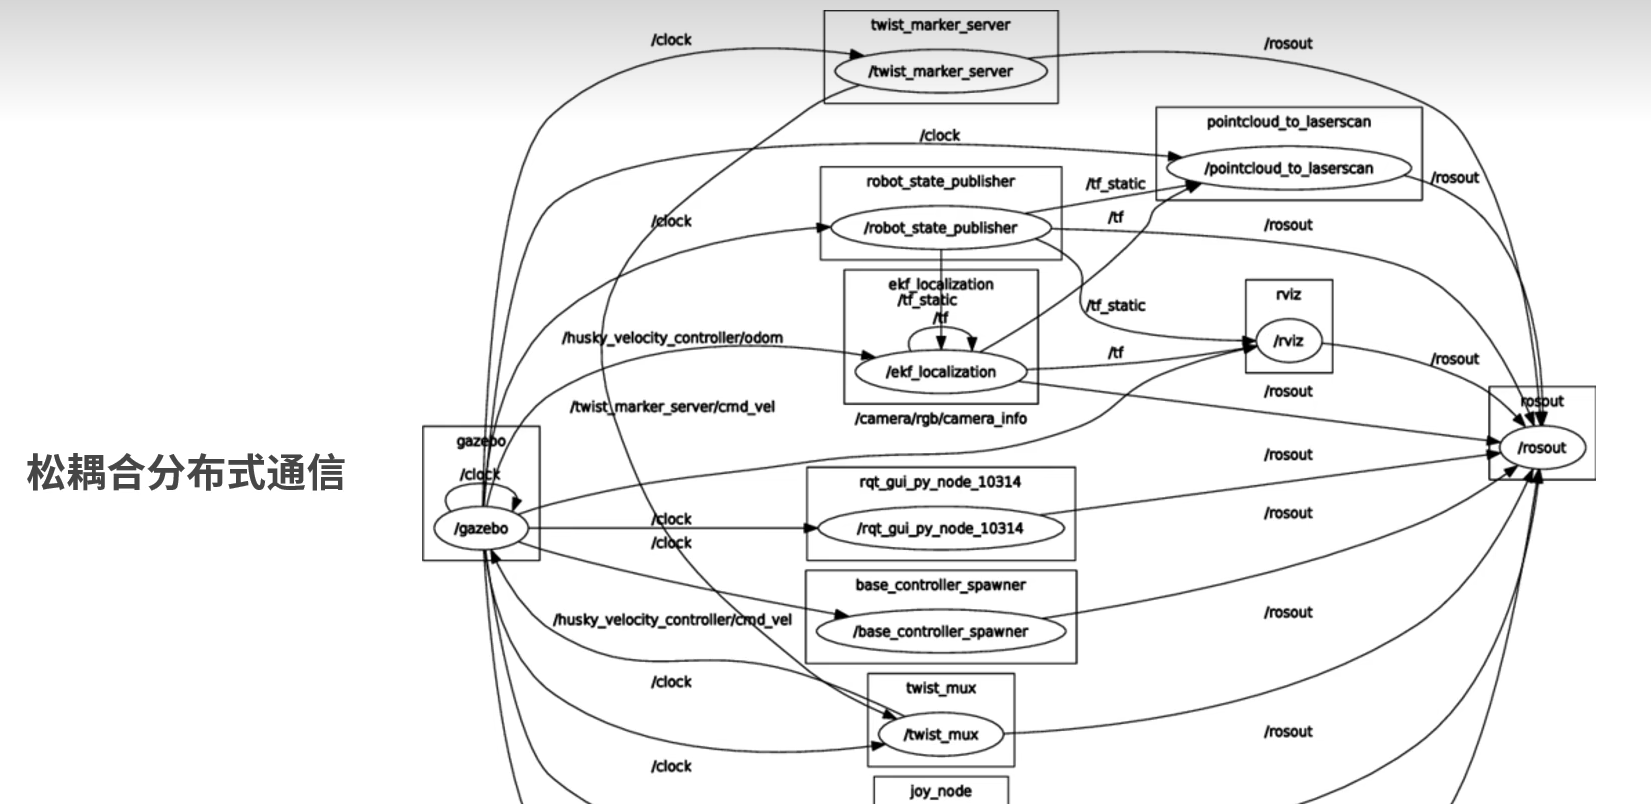 twist_marker_server
/clock
/rosout
/twist_marker_server
pointcloud_to_laserscan
/clock
/pointcloud_to_laserscan
/rosout
robot_state_publisher
/tf_static
/clock
/tf
/rosout
/robot_state_publisher
ekf_localization
/tf_static
rviz
/tf_static
/tf
/husky_velocity_controller/odom
/rviz
/tf
/rosout
/ekf_localization
/rosout
/twist_marker_server/cmd_vel
rosout
/camera/rgb/camera_info
gazebo
/rosout
/rosout
松耦合分布式通信
/clock
rqt_gui_py_node_10314
/clock
/rosout
/gazebo
/rqt_gui_py_node_10314
/clock
base_controller_spawner
/rosout
/husky_velocity_controller/cmd_vel
/base_controller_spawner
/clock
twist_mux
/rosout
/twist_mux
/clock
joy_node